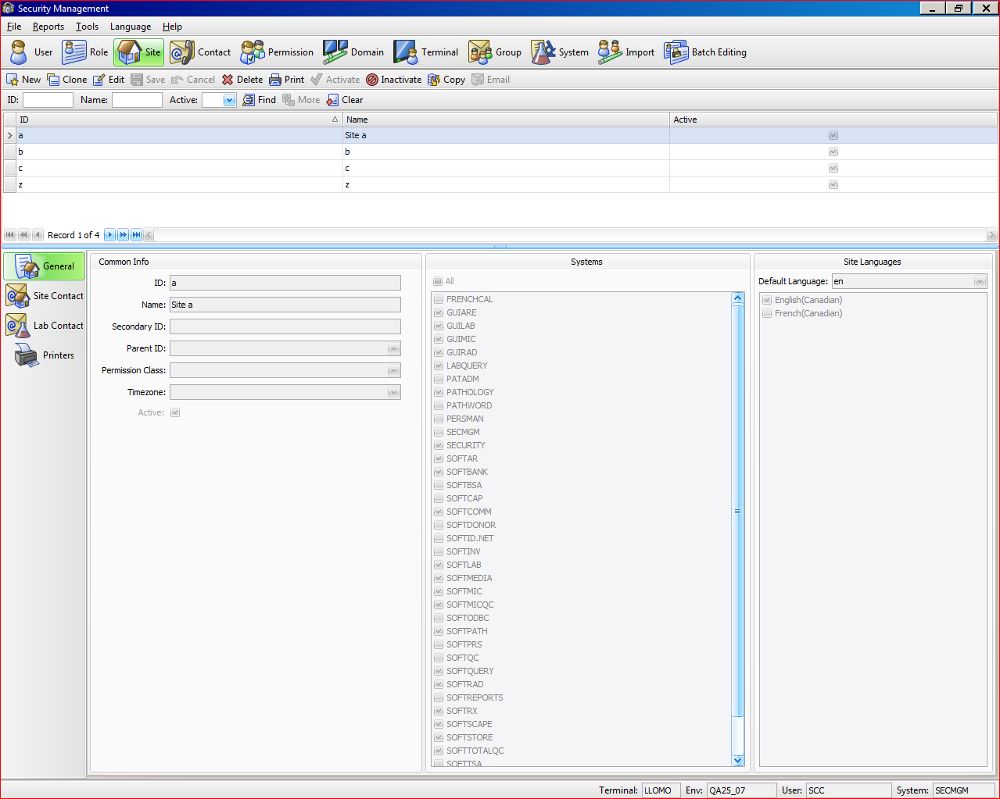 Security Management
File Reports Tools Language Help
User Role Site Contact Permission Domain Terminal Group System Import Batch Editing
New Clone Edit Save Cancel Delete Print Activate Inactivate Copy Email
ID: Name: Active: Find More Clear
ID Name Active
a Site a
b b
c c
z z
Record 1 of 4
General
Site Contact
Lab Contact
Printers
Common Info
ID: a
Name: Site a
Secondary ID:
Parent ID:
Permission Class:
Timezone:
Active:
Systems
All
FRENCHCAL
GUIARE
GUILAB
GUIMIC
GUIRAD
LABQUERY
PATADM
PATHOLOGY
PATHWORD
PERSMAN
SECMGM
SECURITY
SOFTAR
SOFTBANK
SOFTBSA
SOFTCAP
SOFTCOMM
SOFTDONOR
SOFTID.NET
SOFTINV
SOFTLAB
SOFTMEDIA
SOFTMIC
SOFTMICQC
SOFTODBC
SOFTPATH
SOFTPRS
SOFTQC
SOFTQUERY
SOFTRAD
SOFTREPORTS
SOFTRX
SOFTSCAPE
SOFTSTORE
SOFTTOTALQC
SOFTTSA
Site Languages
Default Language: en
English(Canadian)
French(Canadian)
Terminal: LLOMO Env: QA25_07 User: SCC System: SECMGM